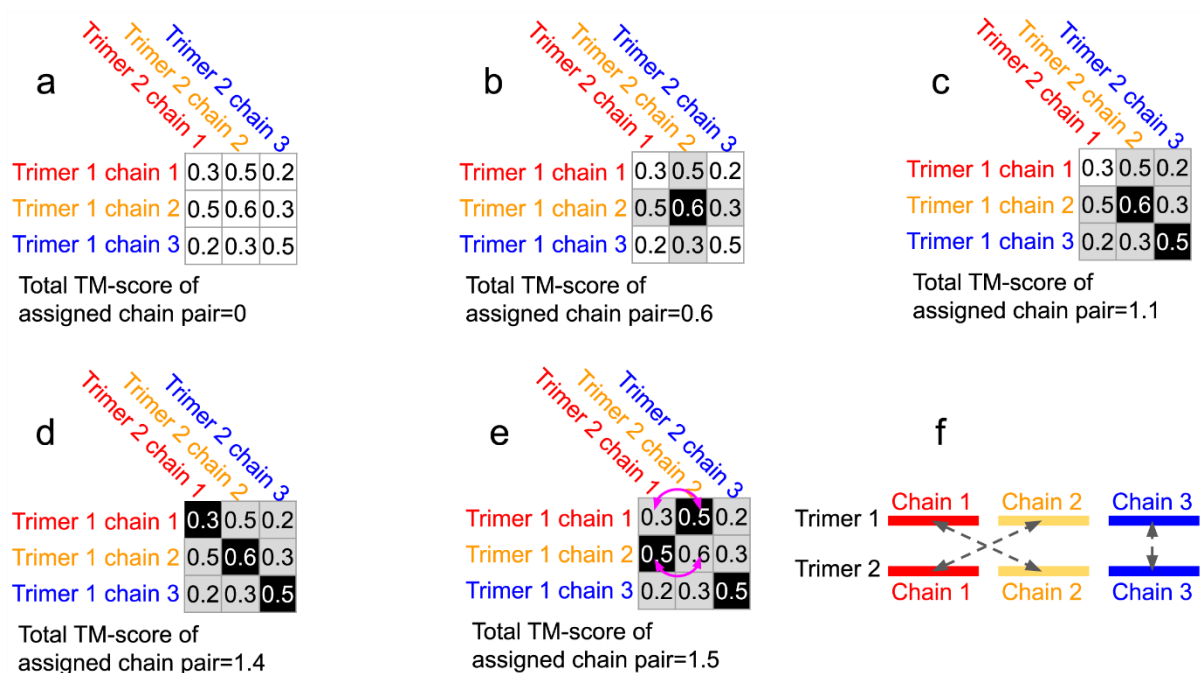 a
Trimer 2 chain 1
Trimer 2 chain 2
Trimer 2 chain 3
Trimer 1 chain 1 0.3 0.5 0.2
Trimer 1 chain 2 0.5 0.6 0.3
Trimer 1 chain 3 0.2 0.3 0.5
Total TM-score of
assigned chain pair=0
b
Trimer 2 chain 1
Trimer 2 chain 2
Trimer 2 chain 3
Trimer 1 chain 1 0.3 0.5 0.2
Trimer 1 chain 2 0.5 0.6 0.3
Trimer 1 chain 3 0.2 0.3 0.5
Total TM-score of
assigned chain pair=0.6
c
Trimer 2 chain 1
Trimer 2 chain 2
Trimer 2 chain 3
Trimer 1 chain 1 0.3 0.5 0.2
Trimer 1 chain 2 0.5 0.6 0.3
Trimer 1 chain 3 0.2 0.3 0.5
Total TM-score of
assigned chain pair=1.1
d
Trimer 2 chain 1
Trimer 2 chain 2
Trimer 2 chain 3
Trimer 1 chain 1 0.3 0.5 0.2
Trimer 1 chain 2 0.5 0.6 0.3
Trimer 1 chain 3 0.2 0.3 0.5
Total TM-score of
assigned chain pair=1.4
e
Trimer 2 chain 1
Trimer 2 chain 2
Trimer 2 chain 3
Trimer 1 chain 1 0.3 0.5 0.2
Trimer 1 chain 2 0.5 0.6 0.3
Trimer 1 chain 3 0.2 0.3 0.5
Total TM-score of
assigned chain pair=1.5
f
Chain 1 Chain 2 Chain 3
Trimer 1
Trimer 2
Chain 1 Chain 2 Chain 3